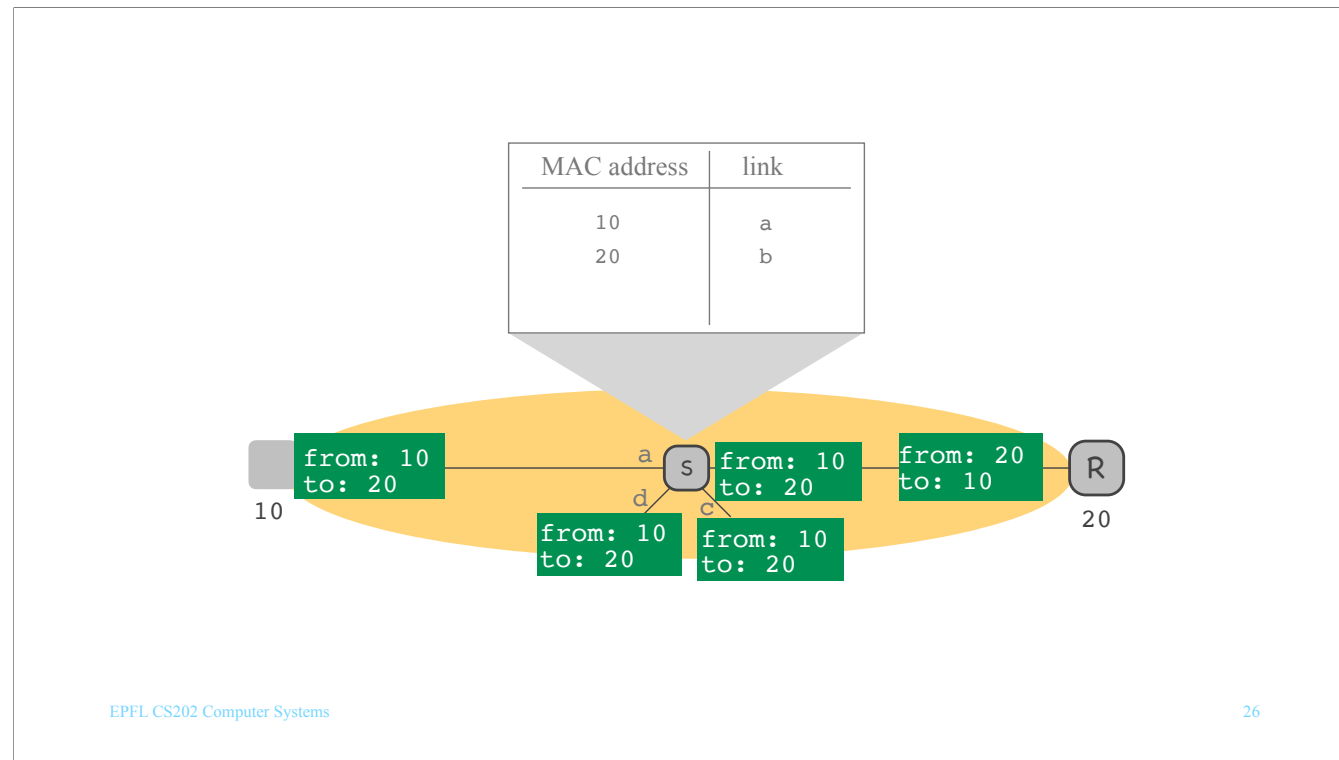 MAC address link
10 a
20 b
from: 10
to: 20
a
S
from: 10
to: 20
from: 20
to: 10
R
10
d
c
20
from: 10
to: 20
from: 10
to: 20
EPFL CS202 Computer Systems
26